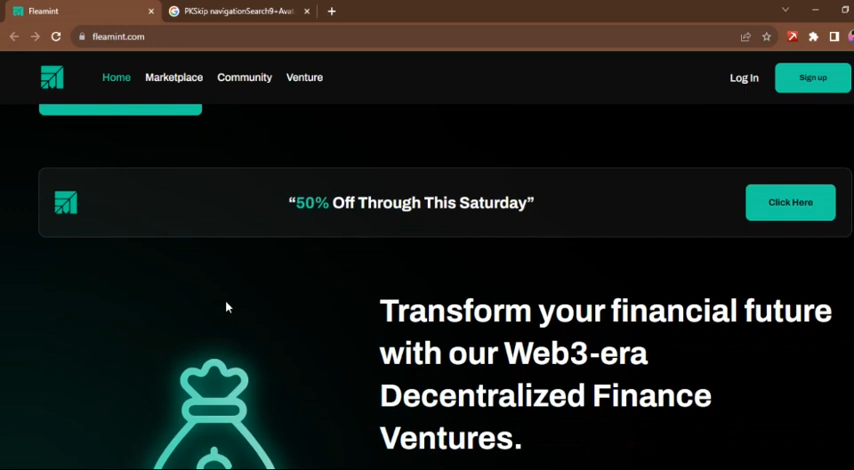 Fleamint
PKSkip navigationSearch9+Avat
fleamint.com
Home Marketplace Community Venture Log In Sign up
“50% Off Through This Saturday”
Click Here
Transform your financial future
with our Web3-era
Decentralized Finance
Ventures.